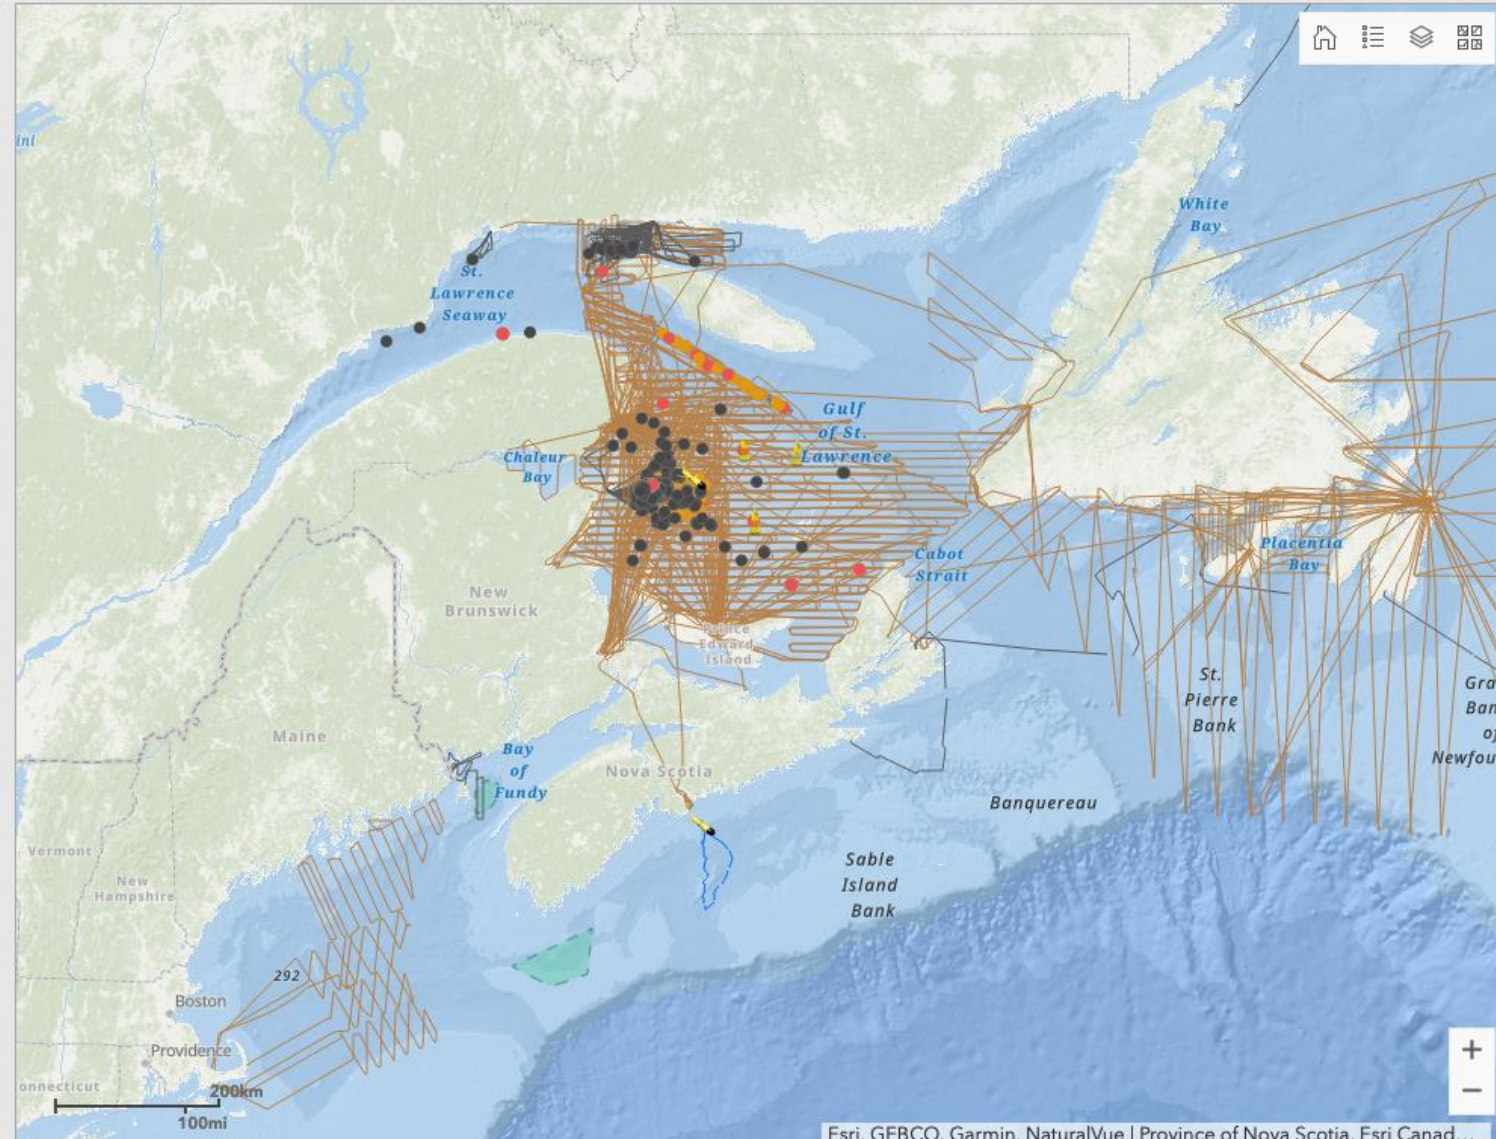 inl
White
Bay
St.
Lawrence
Seaway
Gulf
of St.
Lawrence
Chaleur
Bay
Cabot
Strait
Placentia
Bay
New
Brunswick
Prince
Edward
Island
St.
Pierre
Bank
Gra
Ban
of
Newfou
Maine
Bay
of
Fundy
Nova Scotia
Banquereau
Vermont
New
Hampshire
Sable
Island
Bank
292
Boston
Providence
onnecticut
200km
100mi
+
−
Esri, GEBCO, Garmin, NaturalVue | Province of Nova Scotia, Esri Canad...